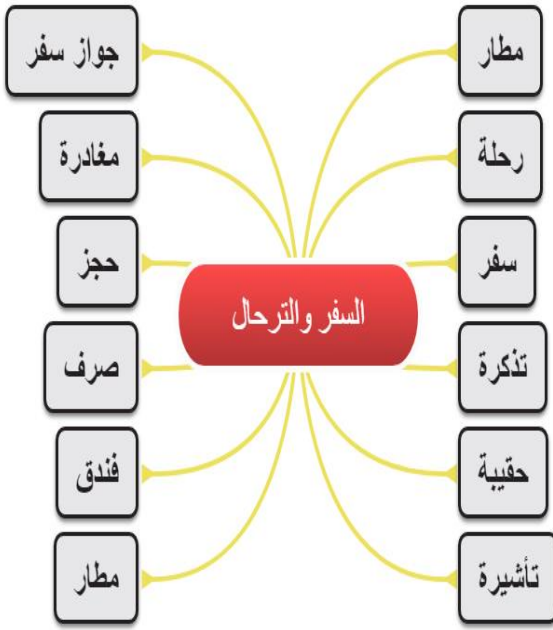 السفر والترحال
مطار
رحلة
سفر
تذكرة
حقيبة
تأشيرة
جواز سفر
مغادرة
حجز
صرف
فندق
مطار